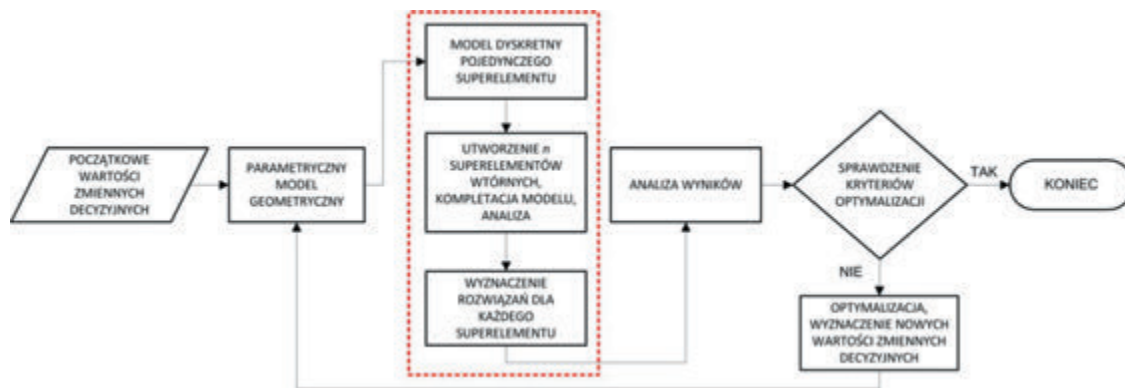 POCZĄTKOWE
WARTOŚCI
ZMIENNYCH
DECYZYJNYCH
PARAMETRYCZNY
MODEL
GEOMETRYCZNY
MODEL DYSKRETNY
POJEDYNCZEGO
SUPERELEMENTU
UTWORZENIE n
SUPERELEMENTÓW
WTÓRNYCH,
KOMPLETACJA MODELU,
ANALIZA
WYZNACZENIE
ROZWIĄZAŃ DLA
KAŻDEGO
SUPERELEMENTU
ANALIZA WYNIKÓW
SPRAWDZENIE
KRYTERIÓW
OPTYMALIZACJI
TAK
KONIEC
NIE
OPTYMALIZACJA,
WYZNACZENIE NOWYCH
WARTOŚCI ZMIENNYCH
DECYZYJNYCH